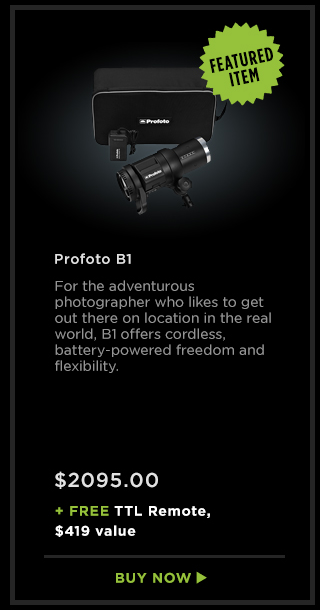 FEATURED
ITEM
Profoto
Profoto B1
For the adventurous
photographer who likes to get
out there on location in the real
world, B1 offers cordless,
battery-powered freedom and
flexibility.
$2095.00
+ FREE TTL Remote,
$419 value
BUY NOW ▶